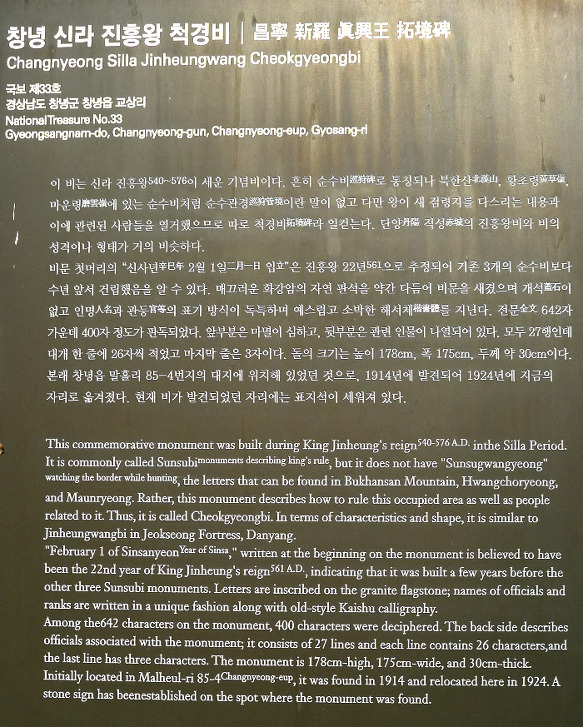 창녕 신라 진흥왕 척경비 | 昌寧 新羅 眞興王 拓境碑
Changnyeong Silla Jinheungwang Cheokgyeongbi
국보 제33호
경상남도 창녕군 창녕읍 교상리
NationalTreasure No.33
Gyeongsangnam-do, Changnyeong-gun, Changnyeong-eup, Gyosang-ri
이 비는 신라 진흥왕540~576이 세운 기념비이다. 흔히 순수비巡狩碑로 통칭되나 북한산北漢山, 황초령黃草嶺,
마운령磨雲嶺에 있는 순수비처럼 순수관경巡狩管境이란 말이 없고 다만 왕이 새 점령지를 다스리는 내용과
이에 관련된 사람들을 열거했으므로 따로 척경비拓境碑라 일컫는다. 단양丹陽 적성赤城의 진흥왕비와 비의
성격이나 형태가 거의 비슷하다.
비문 첫머리의 "신사년辛巳年 2월 1일二月一日 입立"은 진흥왕 22년561으로 추정되어 기존 3개의 순수비보다
수년 앞서 건립했음을 알 수 있다. 매끄러운 화강암의 자연 판석을 약간 다듬어 비문을 새겼으며 개석蓋石이
없고 인명人名과 관등官等의 표기 방식이 독특하며 예스럽고 소박한 해서체楷書體를 지닌다. 전문全文 642자
가운데 400자 정도가 판독되었다. 앞부분은 마멸이 심하고, 뒷부분은 관련 인물이 나열되어 있다. 모두 27행인데
대개 한 줄에 26자씩 적었고 마지막 줄은 3자이다. 돌의 크기는 높이 178cm, 폭 175cm, 두께 약 30cm이다.
본래 창녕읍 말흘리 85-4번지의 대지에 위치해 있었던 것으로, 1914년에 발견되어 1924년에 지금의
자리로 옮겨졌다. 현재 비가 발견되었던 자리에는 표지석이 세워져 있다.
This commemorative monument was built during King Jinheung's reign540-576 A.D. inthe Silla Period.
It is commonly called Sunsubimonuments describing king's rule, but it does not have "Sunsugwangyeong"
watching the border while hunting, the letters that can be found in Bukhansan Mountain, Hwangchoryeong,
and Maunryeong. Rather, this monument describes how to rule this occupied area as well as people
related to it. Thus, it is called Cheokgyeongbi. In terms of characteristics and shape, it is similar to
Jinheungwangbi in Jeokseong Fortress, Danyang.
"February 1 of SinsanyeonYear of Sinsa," written at the beginning on the monument is believed to have
been the 22nd year of King Jinheung's reign561 A.D., indicating that it was built a few years before the
other three Sunsubi monuments. Letters are inscribed on the granite flagstone; names of officials and
ranks are written in a unique fashion along with old-style Kaishu calligraphy.
Among the642 characters on the monument, 400 characters were deciphered. The back side describes
officials associated with the monument; it consists of 27 lines and each line contains 26 characters,and
the last line has three characters. The monument is 178cm-high, 175cm-wide, and 30cm-thick.
Initially located in Malheul-ri 85-4Changnyeong-eup, it was found in 1914 and relocated here in 1924. A
stone sign has beenestablished on the spot where the monument was found.